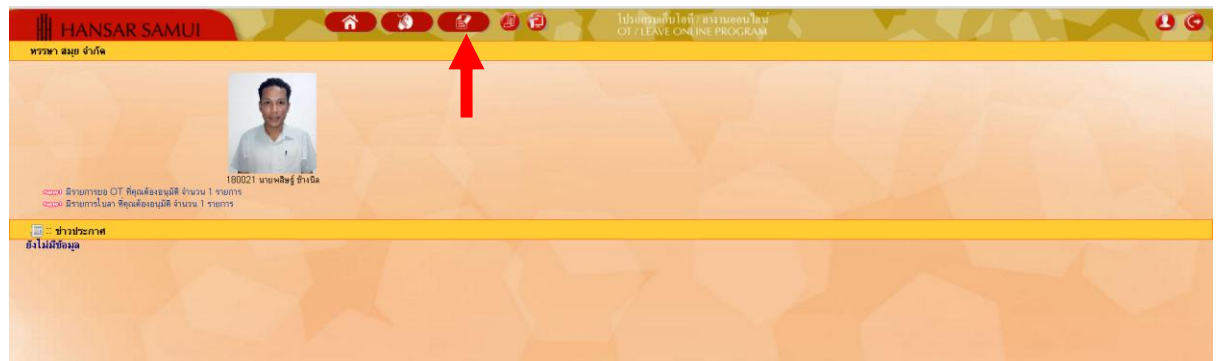 HANSAR SAMUI
โปรแกรมเก็บโอที / ลางานออนไลน์
OT / LEAVE ONLINE PROGRAM
หรรษา สมุย จำกัด
180021 นายพสิษฐ์ ช้างนิล
มีรายการขอ OT ที่คุณต้องอนุมัติ จำนวน 1 รายการ
มีรายการใบลา ที่คุณต้องอนุมัติ จำนวน 1 รายการ
:: ข่าวประกาศ
ยังไม่มีข้อมูล